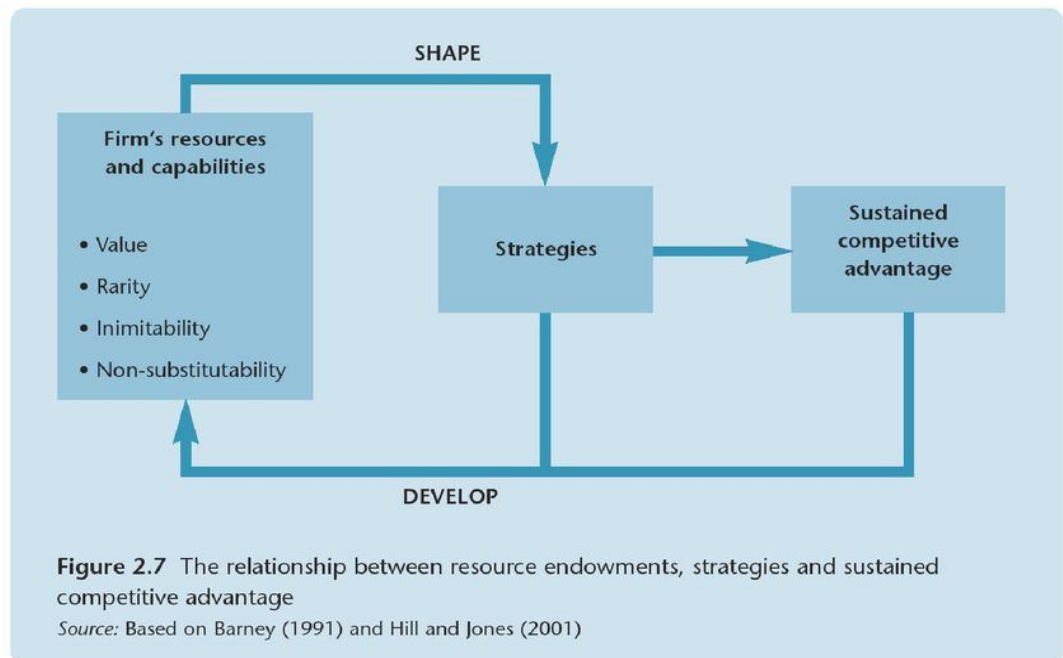 SHAPE
Firm's resources
and capabilities
• Value
• Rarity
• Inimitability
• Non-substitutability
Strategies
Sustained
competitive
advantage
DEVELOP
Figure 2.7 The relationship between resource endowments, strategies and sustained
competitive advantage
Source: Based on Barney (1991) and Hill and Jones (2001)